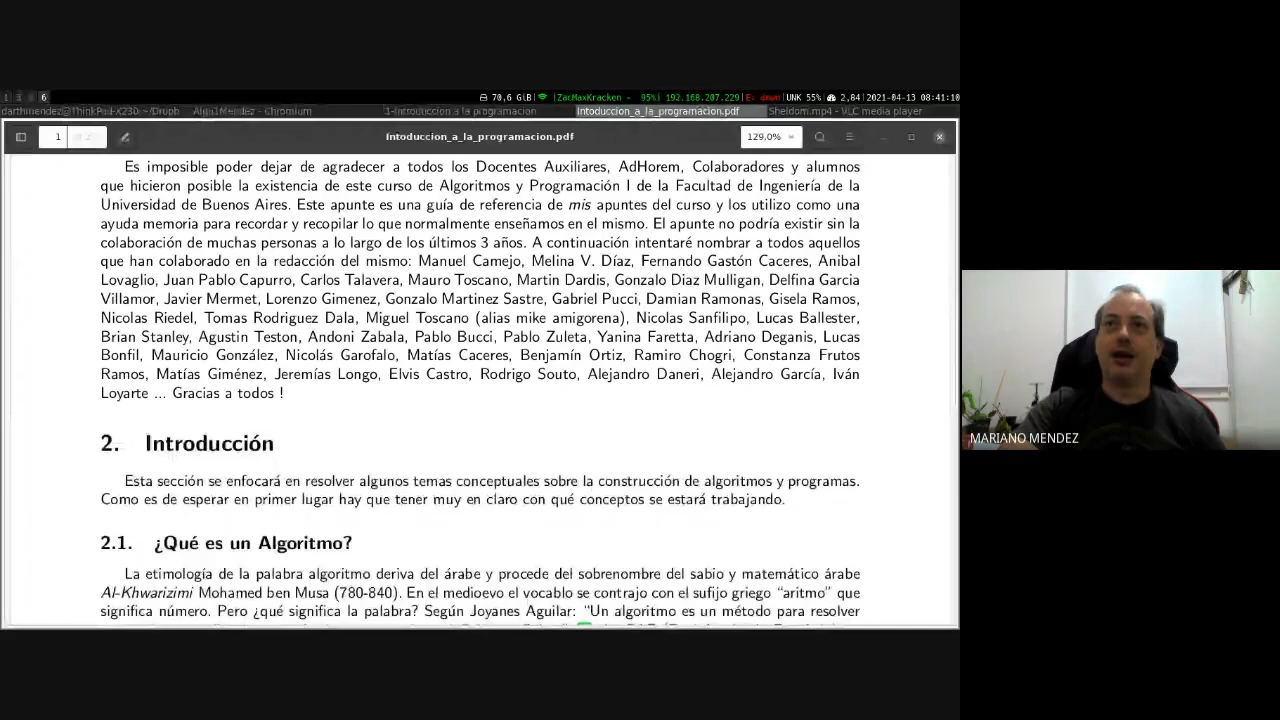 1 3 6 70,6 GiB| |ZacMaxKracken - 95%| 192.168.207.229|E: down|UNK 55%| 2,84|2021-04-13 08:41:10
darthmendez@ThinkPad-X230:~/Dropb Algo1Mendez - Chromium 1-Introduccion a la programación Intoduccion_a_la_programacion.pdf Sheldom.mp4 - VLC media player
1 Intoduccion_a_la_programacion.pdf 129,0%
Es imposible poder dejar de agradecer a todos los Docentes Auxiliares, AdHorem, Colaboradores y alumnos
que hicieron posible la existencia de este curso de Algoritmos y Programación I de la Facultad de Ingeniería de la
Universidad de Buenos Aires. Este apunte es una guía de referencia de mis apuntes del curso y los utilizo como una
ayuda memoria para recordar y recopilar lo que normalmente enseñamos en el mismo. El apunte no podría existir sin la
colaboración de muchas personas a lo largo de los últimos 3 años. A continuación intentaré nombrar a todos aquellos
que han colaborado en la redacción del mismo: Manuel Camejo, Melina V. Díaz, Fernando Gastón Caceres, Anibal
Lovaglio, Juan Pablo Capurro, Carlos Talavera, Mauro Toscano, Martin Dardis, Gonzalo Diaz Mulligan, Delfina Garcia
Villamor, Javier Mermet, Lorenzo Gimenez, Gonzalo Martinez Sastre, Gabriel Pucci, Damian Ramonas, Gisela Ramos,
Nicolas Riedel, Tomas Rodriguez Dala, Miguel Toscano (alias mike amigorena), Nicolas Sanfilipo, Lucas Ballester,
Brian Stanley, Agustin Teston, Andoni Zabala, Pablo Bucci, Pablo Zuleta, Yanina Faretta, Adriano Deganis, Lucas
Bonfil, Mauricio González, Nicolás Garofalo, Matías Caceres, Benjamín Ortiz, Ramiro Chogri, Constanza Frutos
Ramos, Matías Giménez, Jeremías Longo, Elvis Castro, Rodrigo Souto, Alejandro Daneri, Alejandro García, Iván
Loyarte ... Gracias a todos !
2. Introducción
Esta sección se enfocará en resolver algunos temas conceptuales sobre la construcción de algoritmos y programas.
Como es de esperar en primer lugar hay que tener muy en claro con qué conceptos se estará trabajando.
2.1. ¿Qué es un Algoritmo?
La etimología de la palabra algoritmo deriva del árabe y procede del sobrenombre del sabio y matemático árabe
Al-Khwarizimi Mohamed ben Musa (780-840). En el medioevo el vocablo se contrajo con el sufijo griego “aritmo” que
significa número. Pero ¿qué significa la palabra? Según Joyanes Aguilar: “Un algoritmo es un método para resolver
MARIANO MENDEZ